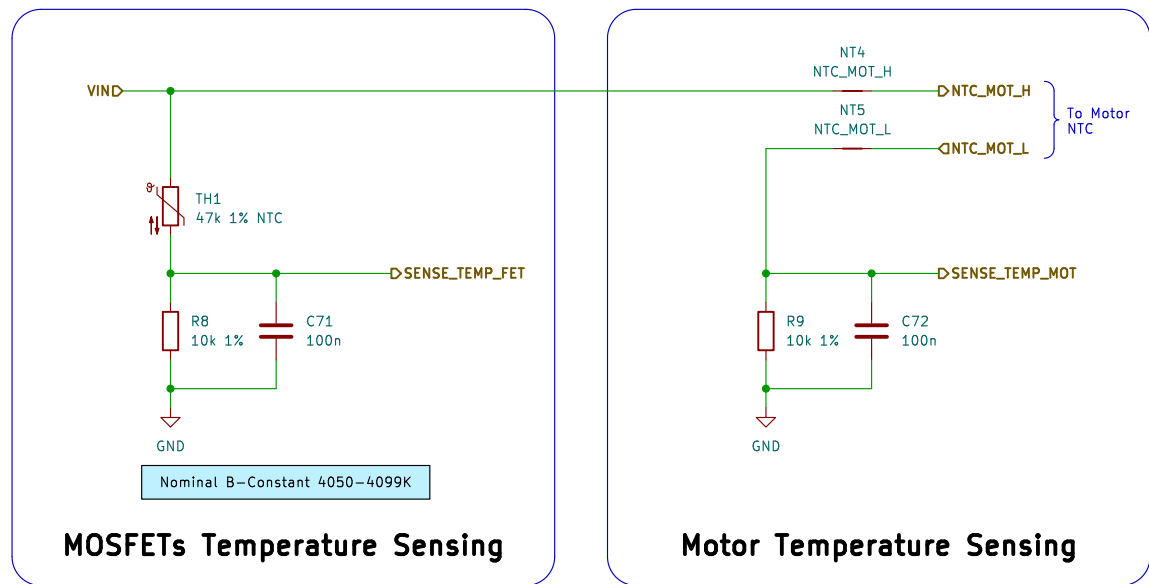 VIN
TH1
47k 1% NTC
SENSE_TEMP_FET
R8
10k 1%
C71
100n
GND
Nominal B-Constant 4050-4099K
MOSFETs Temperature Sensing
NT4
NTC_MOT_H
NTC_MOT_H
NT5
NTC_MOT_L
NTC_MOT_L
To Motor
NTC
SENSE_TEMP_MOT
R9
10k 1%
C72
100n
GND
Motor Temperature Sensing